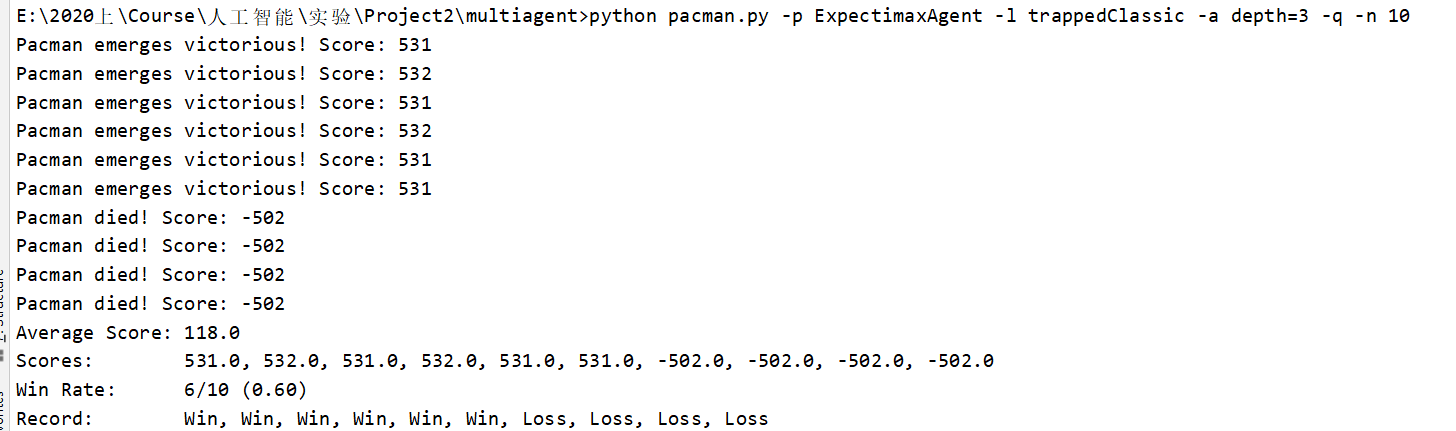 E:\2020上\Course\人工智能\实验\Project2\multiagent>python pacman.py -p ExpectimaxAgent -l trappedClassic -a depth=3 -q -n 10
Pacman emerges victorious! Score: 531
Pacman emerges victorious! Score: 532
Pacman emerges victorious! Score: 531
Pacman emerges victorious! Score: 532
Pacman emerges victorious! Score: 531
Pacman emerges victorious! Score: 531
Pacman died! Score: -502
Pacman died! Score: -502
Pacman died! Score: -502
Pacman died! Score: -502
Average Score: 118.0
Scores:        531.0, 532.0, 531.0, 532.0, 531.0, 531.0, -502.0, -502.0, -502.0, -502.0
Win Rate:      6/10 (0.60)
Record:        Win, Win, Win, Win, Win, Win, Loss, Loss, Loss, Loss